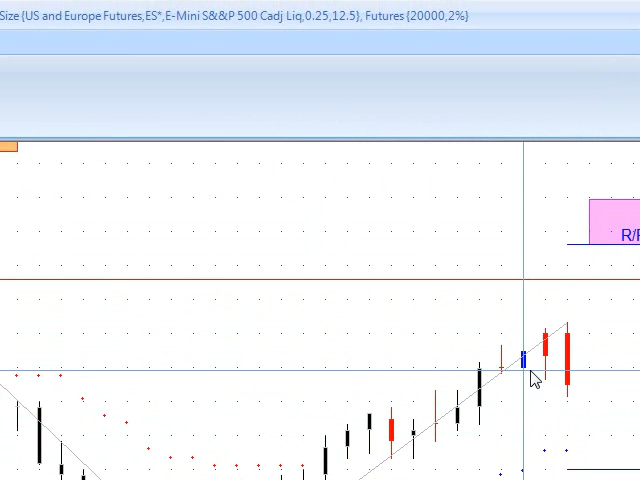 Size {US and Europe Futures,ES*,E-Mini S&&P 500 Cadj Liq,0.25,12.5}, Futures {20000,2%}